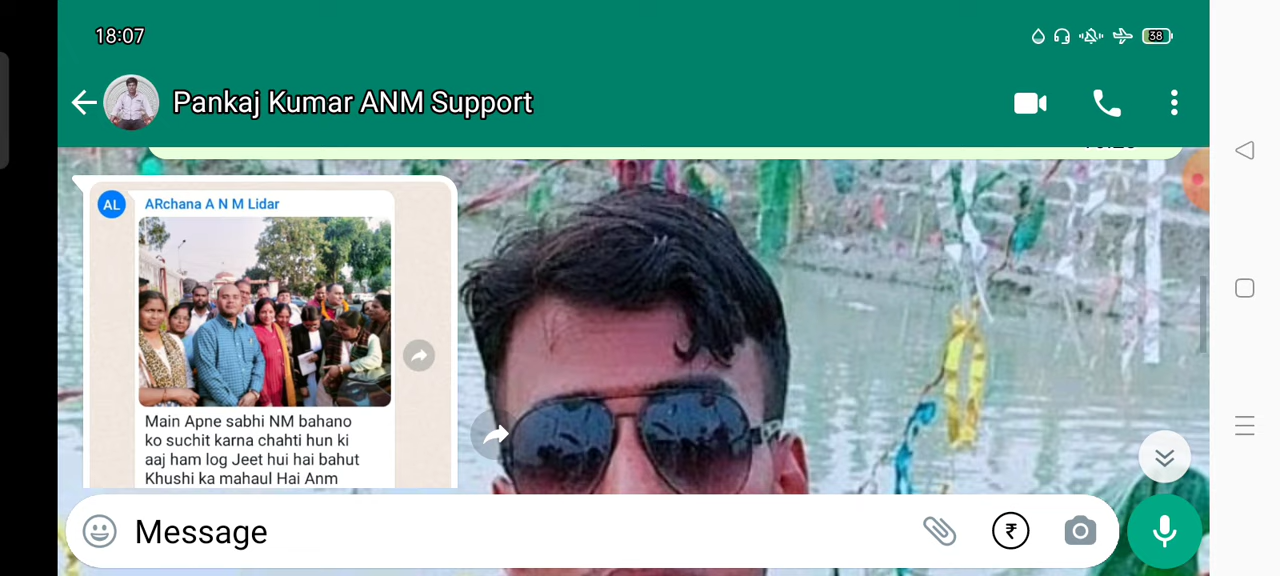 18:07
38
Pankaj Kumar ANM Support
AL
ARchana A N M Lidar
Main Apne sabhi NM bahano
ko suchit karna chahti hun ki
aaj ham log Jeet hui hai bahut
Khushi ka mahaul Hai Anm
Message
₹